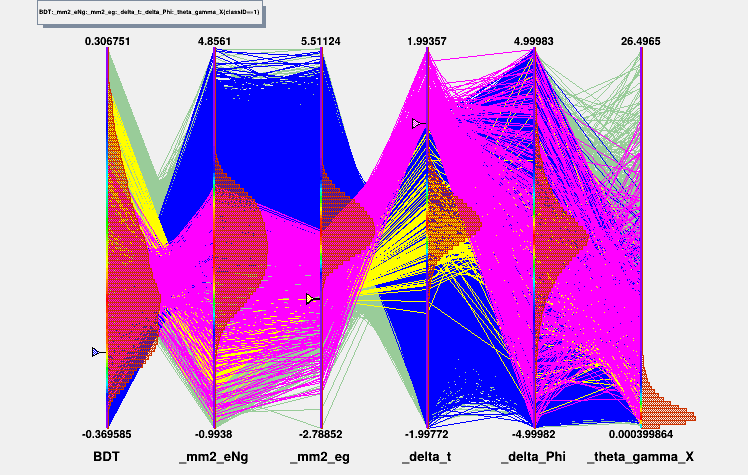 BDT:_mm2_eNg:_mm2_eg:_delta_t:_delta_Phi:_theta_gamma_X(classID==1)
0.306751 4.8561 5.51124 1.99357 4.99983 26.4965
-0.369585 -0.9938 -2.78852 -1.99772 -4.99982 0.000399864
BDT _mm2_eNg _mm2_eg _delta_t _delta_Phi _theta_gamma_X